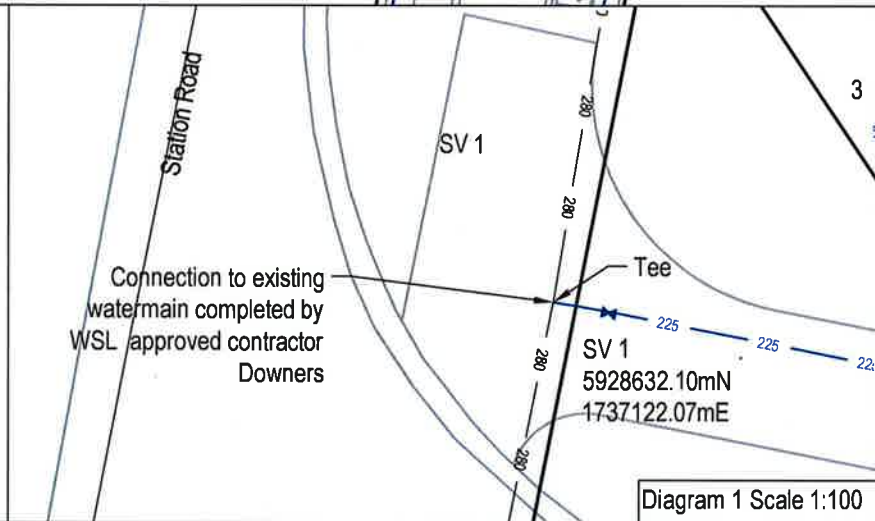 Station Road
SV 1
280
280
3
Connection to existing
watermain completed by
WSL approved contractor
Downers
Tee
225
225
280
SV 1
5928632.10mN
1737122.07mE
280
Diagram 1 Scale 1:100